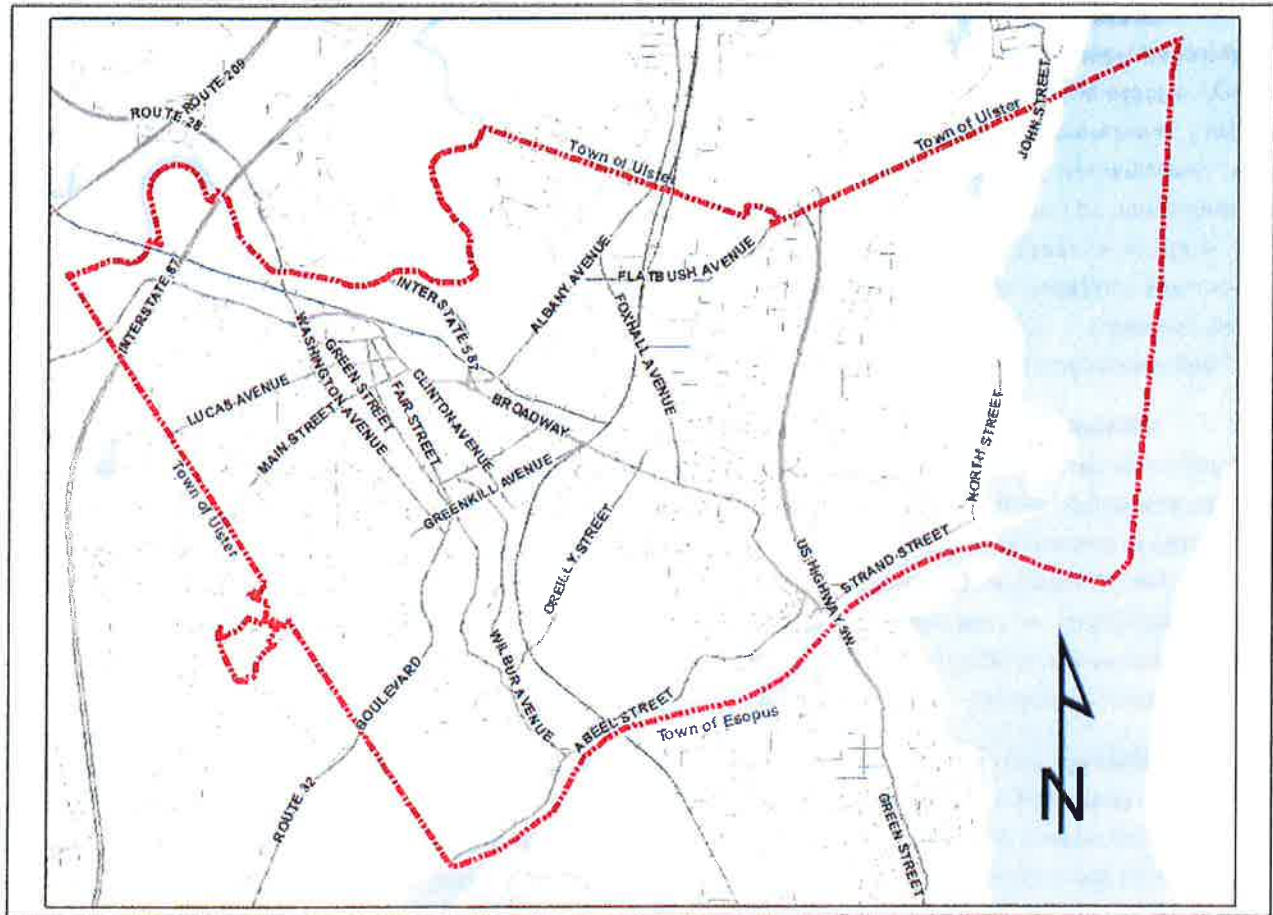 ROUTE 209
ROUTE 28
Town of Ulster
Town of Ulster
JOHN STREET
INTERSTATE 87
ALBANY AVENUE
FLATBUSH AVENUE
INTERSTATE 587
FOXHALL AVENUE
WASHINGTON AVENUE
GREEN STREET
CLINTON AVENUE
FAIR STREET
BROADWAY
LUCAS AVENUE
MAIN STREET
Town of Ulster
GREENKILL AVENUE
NORTH STREET
OREILLY STREET
US HIGHWAY 9W
STRAND STREET
WILBUR AVENUE
BOULEVARD
ABEEL STREET
Town of Esopus
ROUTE 32
GREEN STREET
N